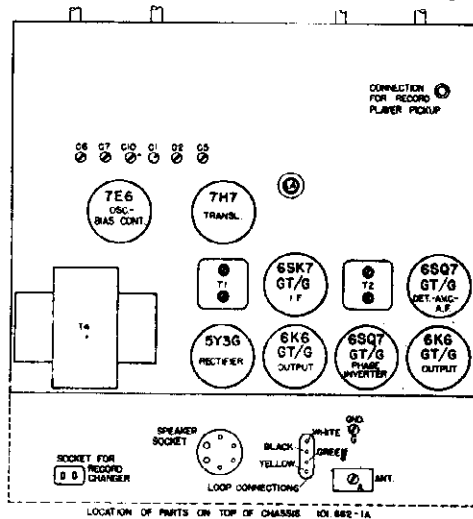 CONNECTION
FOR RECORD
PLAYER PICKUP
C6 C7 C10 C1 C2 C5
7E6
OSC.-
BIAS CONT.
7H7
TRANSL.
T1
6SK7
GT/G
I.F.
T2
6SQ7
GT/G
DET.-AVC-
A.F.
T4
5Y3G
RECTIFIER
6K6
GT/G
OUTPUT
6SQ7
GT/G
PHASE
INVERTER
6K6
GT/G
OUTPUT
SPEAKER
SOCKET
WHITE
BLACK
GREEN
YELLOW
LOOP CONNECTIONS
GND.
G
ANT.
A
SOCKET FOR
RECORD
CHANGER
LOCATION OF PARTS ON TOP OF CHASSIS 101.662-1A